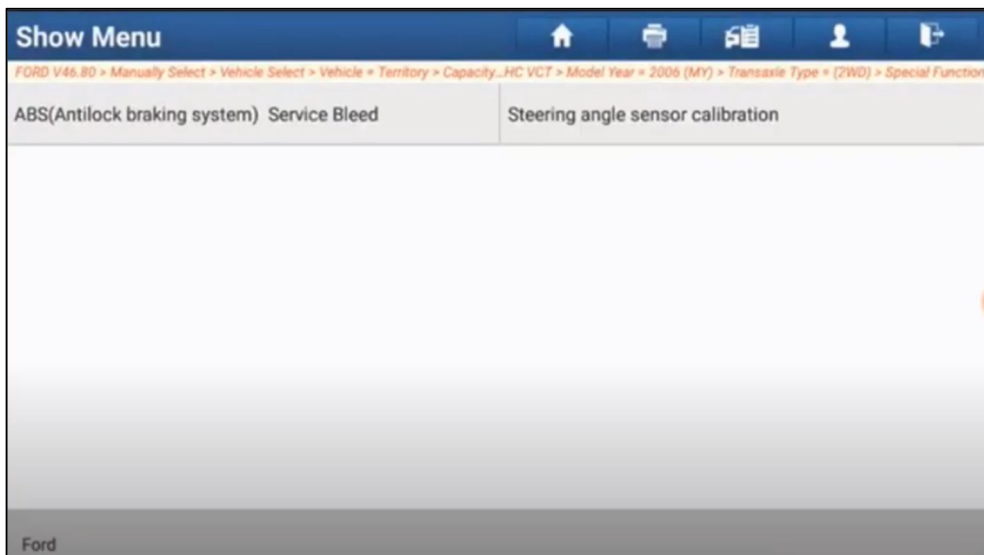 Show Menu
FORD V46.80 > Manually Select > Vehicle Select > Vehicle = Territory > Capacity...HC VCT > Model Year = 2006 (MY) > Transaxle Type = (2WD) > Special Function
ABS(Antilock braking system) Service Bleed
Steering angle sensor calibration
Ford